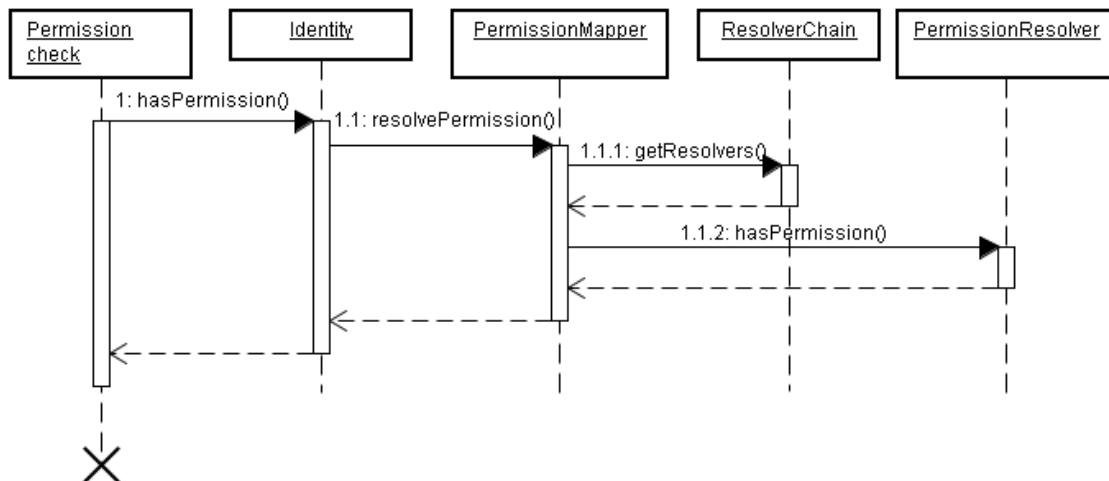 Permission
check
Identity
PermissionMapper
ResolverChain
PermissionResolver
1: hasPermission()
1.1: resolvePermission()
1.1.1: getResolvers()
1.1.2: hasPermission()